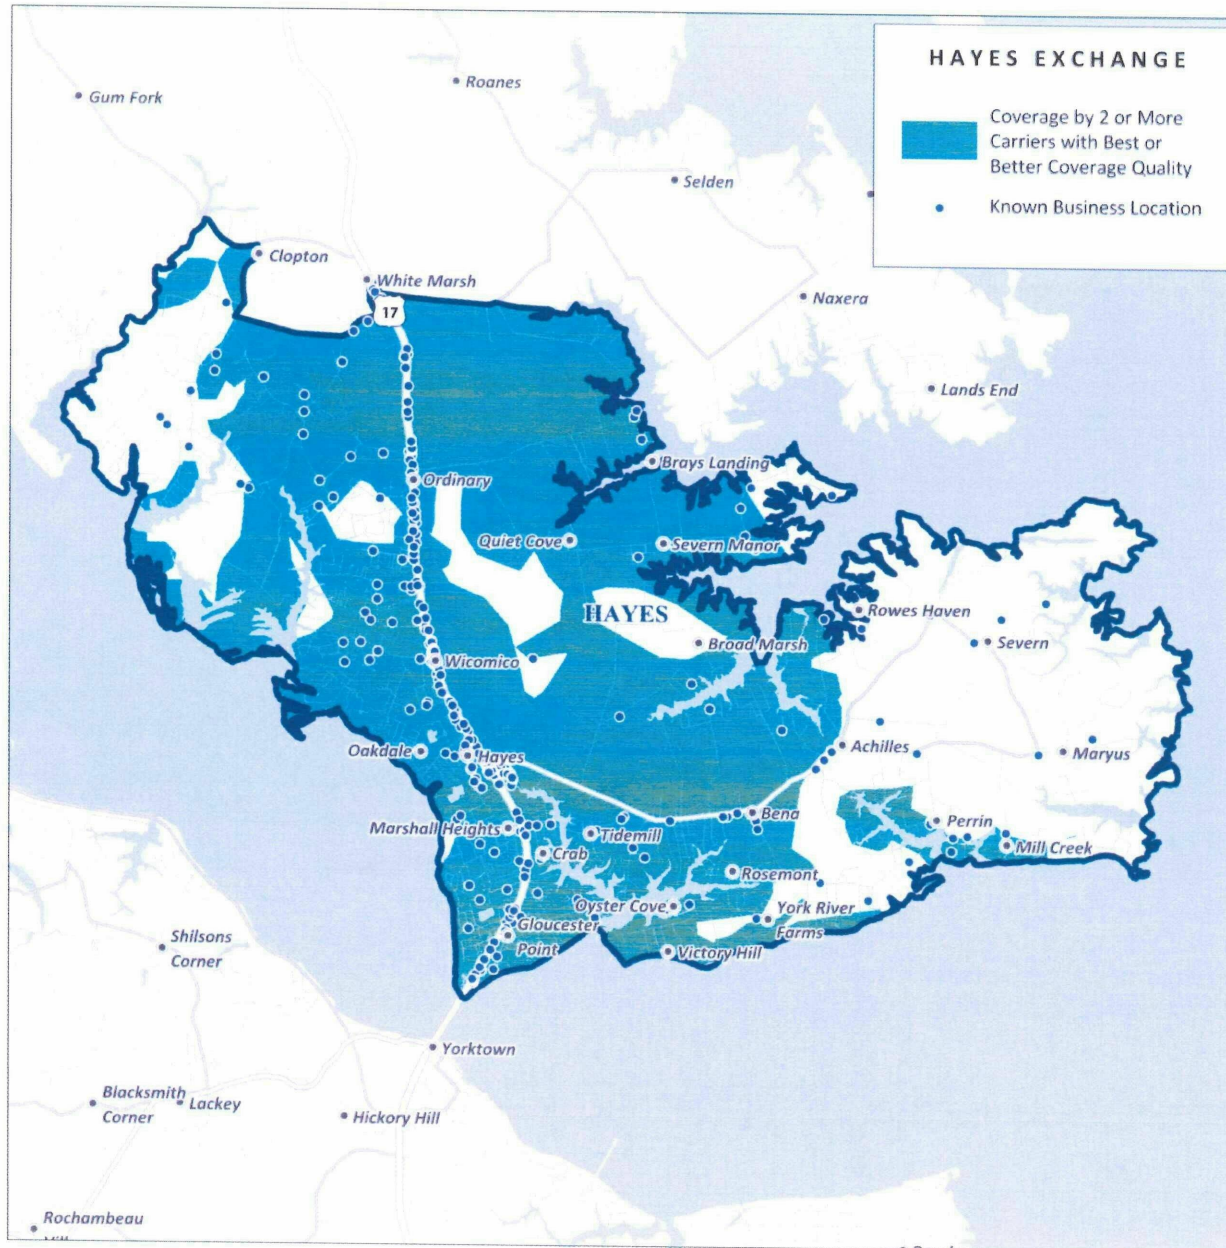 HAYES EXCHANGE
Coverage by 2 or More
Carriers with Best or
Better Coverage Quality
Known Business Location
Gum Fork
Roanes
Selden
Clopton
White Marsh
17
Naxera
Lands End
Brays Landing
Ordinary
Quiet Cove
Severn Manor
HAYES
Rowes Haven
Broad Marsh
Severn
Wicomico
Oakdale
Hayes
Achilles
Maryus
Marshall Heights
Tidemill
Bena
Perrin
Mill Creek
Crab
Rosemont
Oyster Cove
York River
Farms
Gloucester
Point
Victory Hill
Shilsons
Corner
Yorktown
Blacksmith
Corner
Lackey
Hickory Hill
Rochambeau